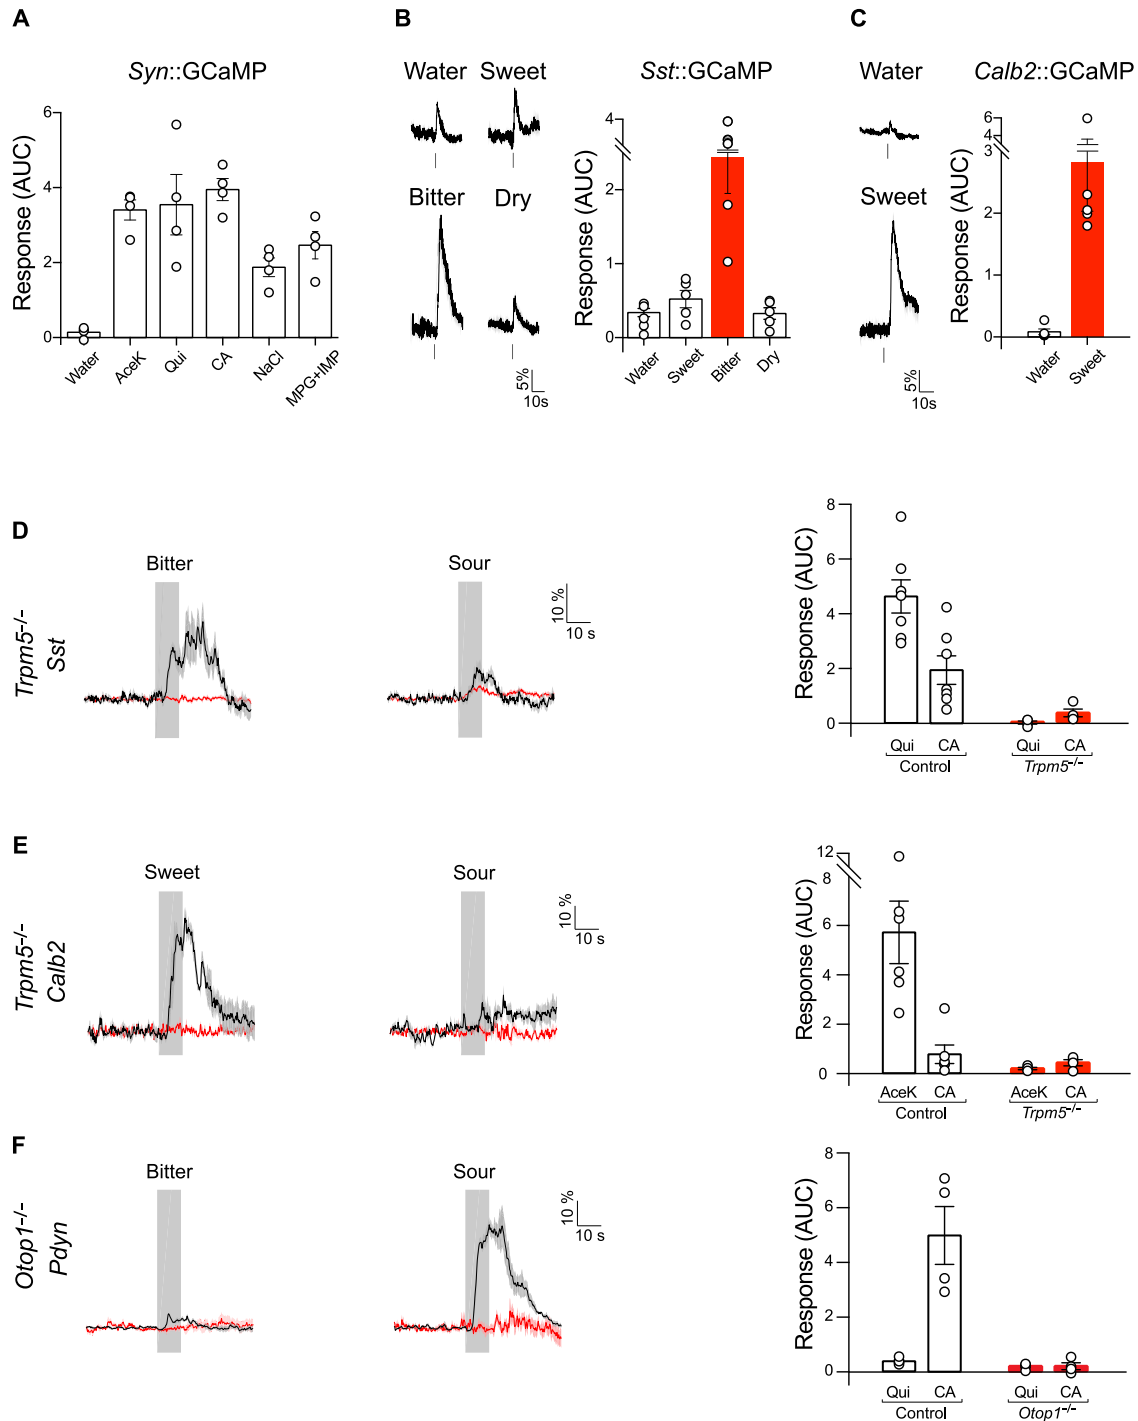 A
B
C
Syn::GCaMP
Water
Sweet
Bitter
Dry
5%
10s
Sst::GCaMP
Water
Sweet
5%
10s
Calb2::GCaMP
Response (AUC)
6
4
2
0
Water
AceK
Qui
CA
NaCl
MPG+IMP
Response (AUC)
4
2
0
Water
Sweet
Bitter
Dry
Response (AUC)
6
4
3
2
1
0
Water
Sweet
D
Trpm5-/-
Sst
Bitter
Sour
10 %
10 s
Response (AUC)
8
6
4
2
0
Qui
CA
Qui
CA
Control
Trpm5-/-
E
Trpm5-/-
Calb2
Sweet
Sour
10 %
10 s
Response (AUC)
12
8
6
4
2
0
AceK
CA
AceK
CA
Control
Trpm5-/-
F
Otop1-/-
Pdyn
Bitter
Sour
10 %
10 s
Response (AUC)
8
6
4
2
0
Qui
CA
Qui
CA
Control
Otop1-/-